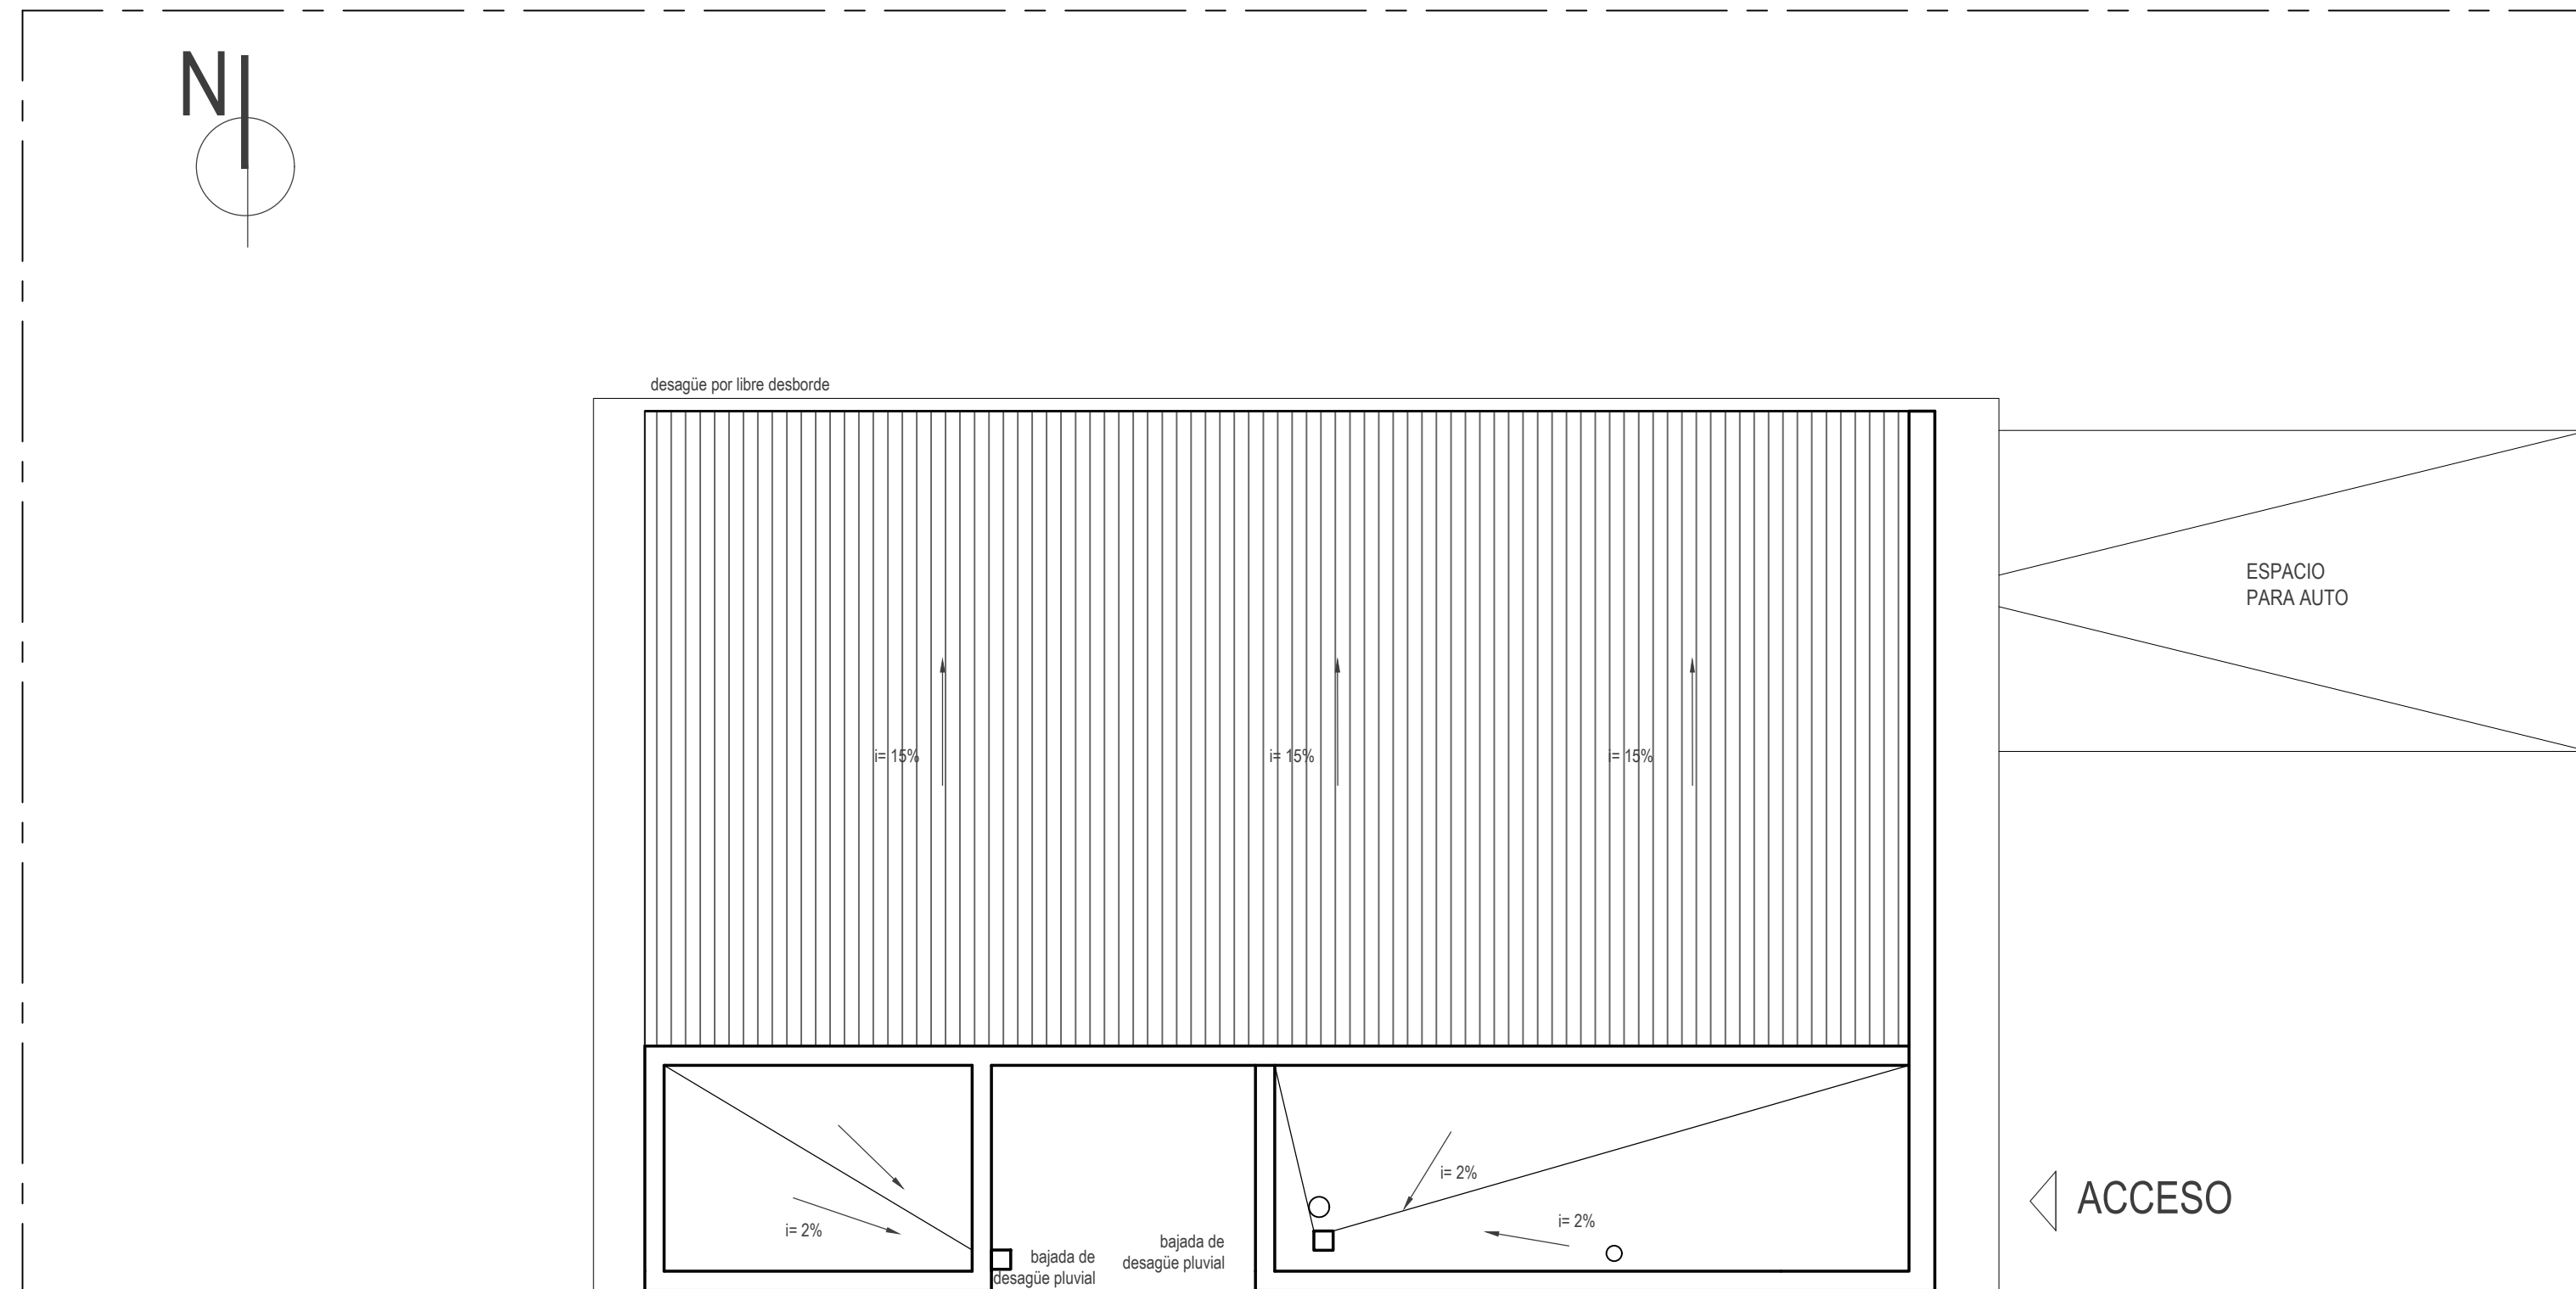 N
desagüe por libre desborde
ESPACIO
PARA AUTO
i= 15%
i= 15%
i= 15%
i= 2%
ACCESO
i= 2%
i= 2%
bajada de
desagüe pluvial
bajada de
desagüe pluvial